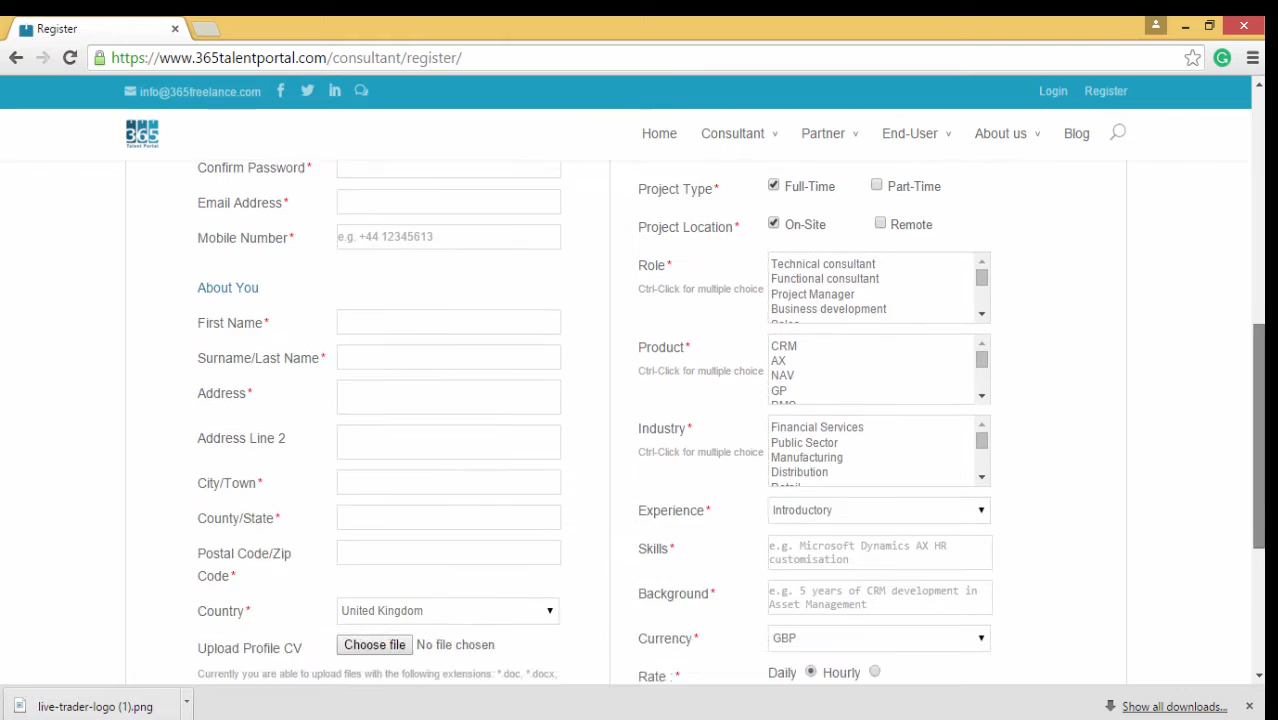 Register
https://www.365talentportal.com/consultant/register/
info@365freelance.com
Login
Register
365
Talent Portal
Home
Consultant
Partner
End-User
About us
Blog
Confirm Password*
Email Address*
Mobile Number*
e.g. +44 12345613
About You
First Name*
Surname/Last Name*
Address*
Address Line 2
City/Town*
County/State*
Postal Code/Zip
Code*
Country*
United Kingdom
Upload Profile CV
Choose file No file chosen
Currently you are able to upload files with the following extensions: *.doc, *.docx,
Project Type*
Full-Time
Part-Time
Project Location*
On-Site
Remote
Role*
Ctrl-Click for multiple choice
Technical consultant
Functional consultant
Project Manager
Business development
Sales
Product*
Ctrl-Click for multiple choice
CRM
AX
NAV
GP
Industry*
Ctrl-Click for multiple choice
Financial Services
Public Sector
Manufacturing
Distribution
Retail
Experience*
Introductory
Skills*
e.g. Microsoft Dynamics AX HR
customisation
Background*
e.g. 5 years of CRM development in
Asset Management
Currency*
GBP
Rate :*
Daily
Hourly
live-trader-logo (1).png
Show all downloads...